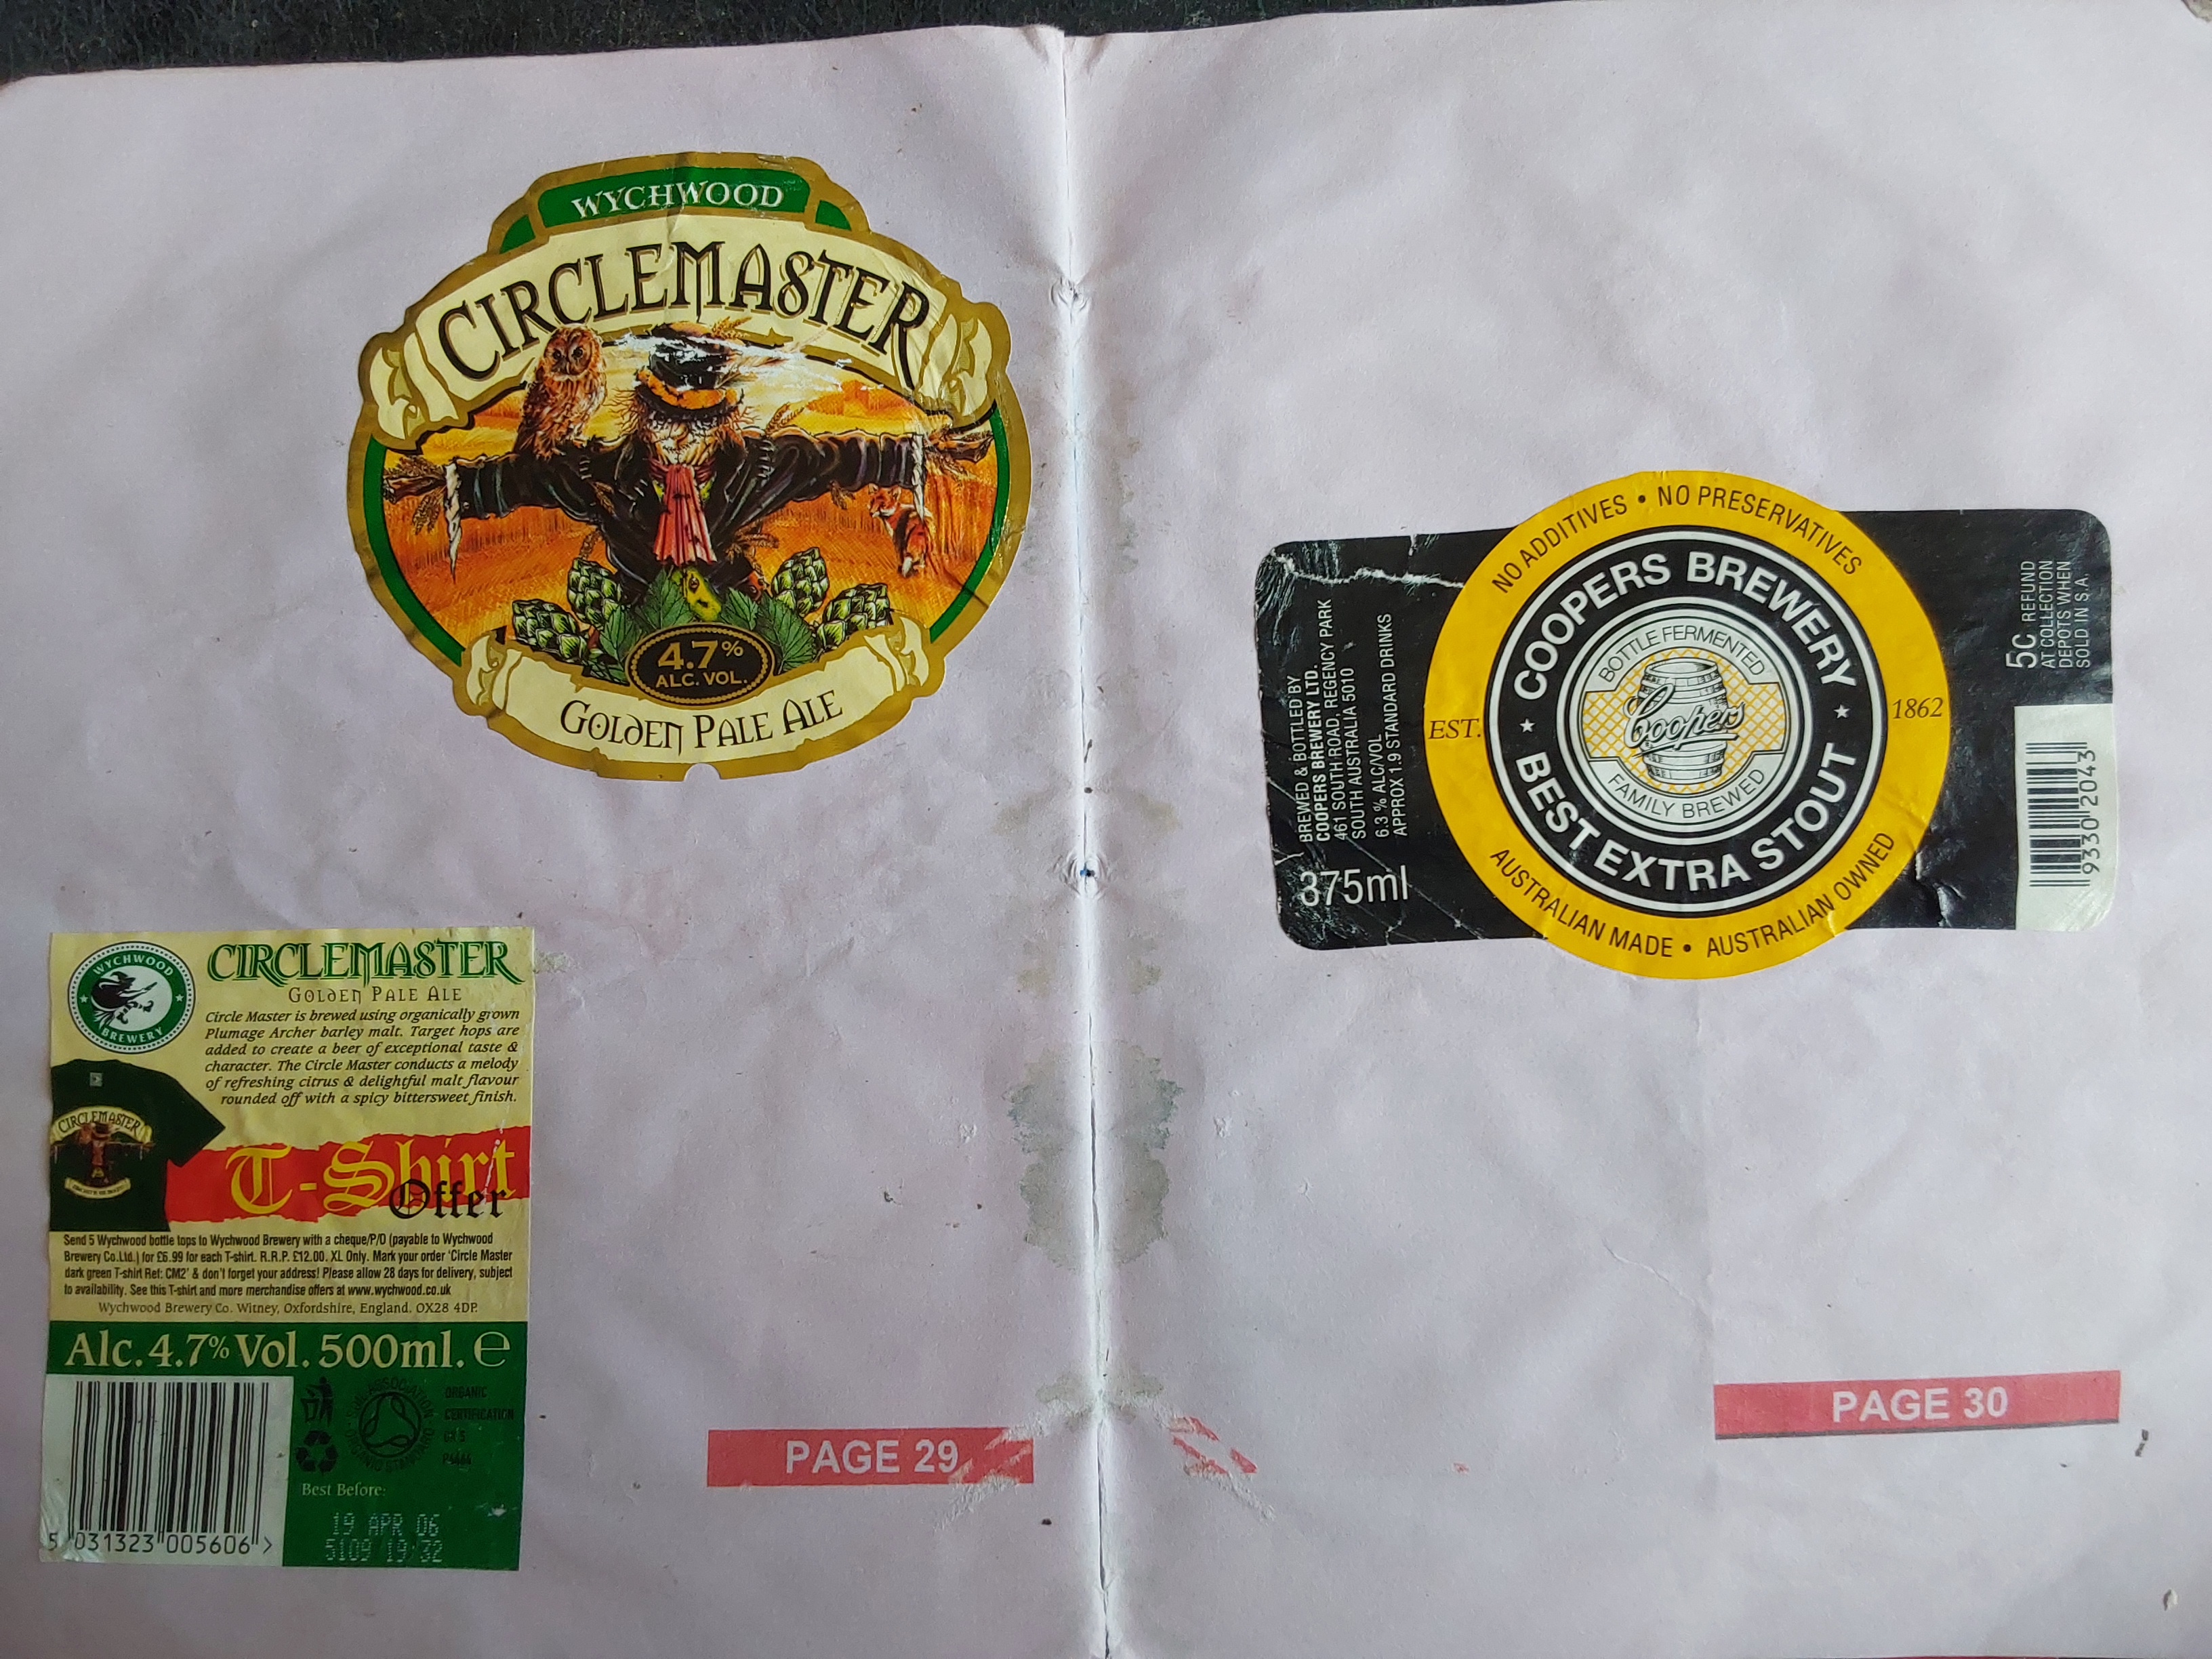 WYCHWOOD
CIRCLEMASTER
4.7%
ALC. VOL.
GOLDEN PALE ALE
WYCHWOOD
BREWERY
CIRCLEMASTER
GOLDEN PALE ALE
Circle Master is brewed using organically grown
Plumage Archer barley malt. Target hops are
added to create a beer of exceptional taste &
character. The Circle Master conducts a melody
of refreshing citrus & delightful malt flavour
rounded off with a spicy bittersweet finish.
CIRCLEMASTER
T-Shirt
Offer
Send 5 Wychwood bottle tops to Wychwood Brewery with a cheque/P/O (payable to Wychwood
Brewery Co.Ltd.) for £6.99 for each T-shirt. R.R.P. £12.00. XL Only. Mark your order 'Circle Master
dark green T-shirt Ref: CM2' & don't forget your address! Please allow 28 days for delivery, subject
to availability. See this T-shirt and more merchandise offers at www.wychwood.co.uk
Wychwood Brewery Co. Witney, Oxfordshire, England. OX28 4DP.
Alc. 4.7% Vol. 500ml. e
SOIL ASSOCIATION
ORGANIC STANDARD
ORGANIC
CERTIFICATION
Best Before:
19 APR 06
5109 19:32
5 031323 005606 >
PAGE 29
BREWED & BOTTLED BY
COOPERS BREWERY LTD.
461 SOUTH ROAD, REGENCY PARK
SOUTH AUSTRALIA 5010
6.3 % ALC/VOL
APPROX 1.9 STANDARD DRINKS
375ml
NO ADDITIVES • NO PRESERVATIVES
EST. 1862
COOPERS BREWERY
BOTTLE FERMENTED
Coopers
FAMILY BREWED
BEST EXTRA STOUT
AUSTRALIAN MADE • AUSTRALIAN OWNED
5C REFUND
AT COLLECTION
DEPOTS WHEN
SOLD IN S.A.
9330 2043
PAGE 30